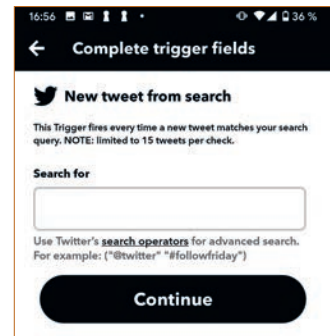 16:56 36 %
Complete trigger fields
New tweet from search
This Trigger fires every time a new tweet matches your search
query. NOTE: limited to 15 tweets per check.
Search for
Use Twitter's search operators for advanced search.
For example: ("@twitter" "#followfriday")
Continue